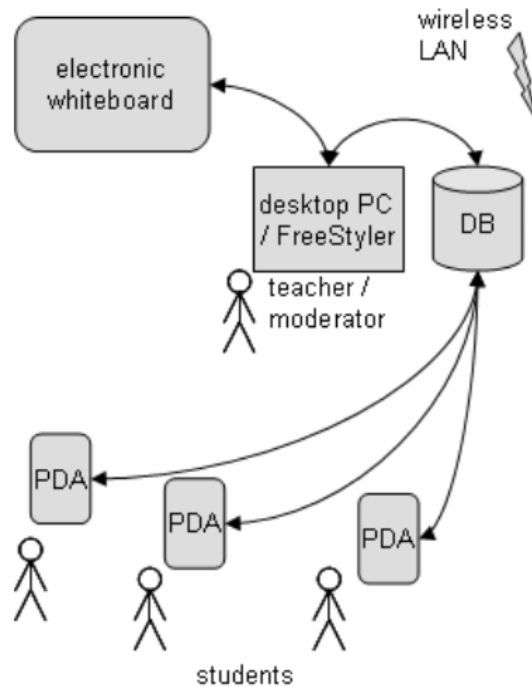 wireless
LAN
electronic
whiteboard
desktop PC
/ FreeStyler
DB
teacher /
moderator
PDA
PDA
PDA
students